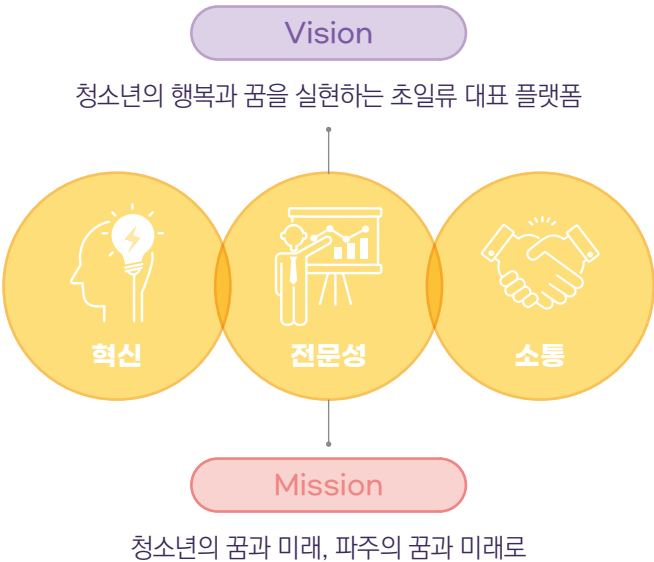 Vision
청소년의 행복과 꿈을 실현하는 초일류 대표 플랫폼
혁신
전문성
소통
Mission
청소년의 꿈과 미래, 파주의 꿈과 미래로